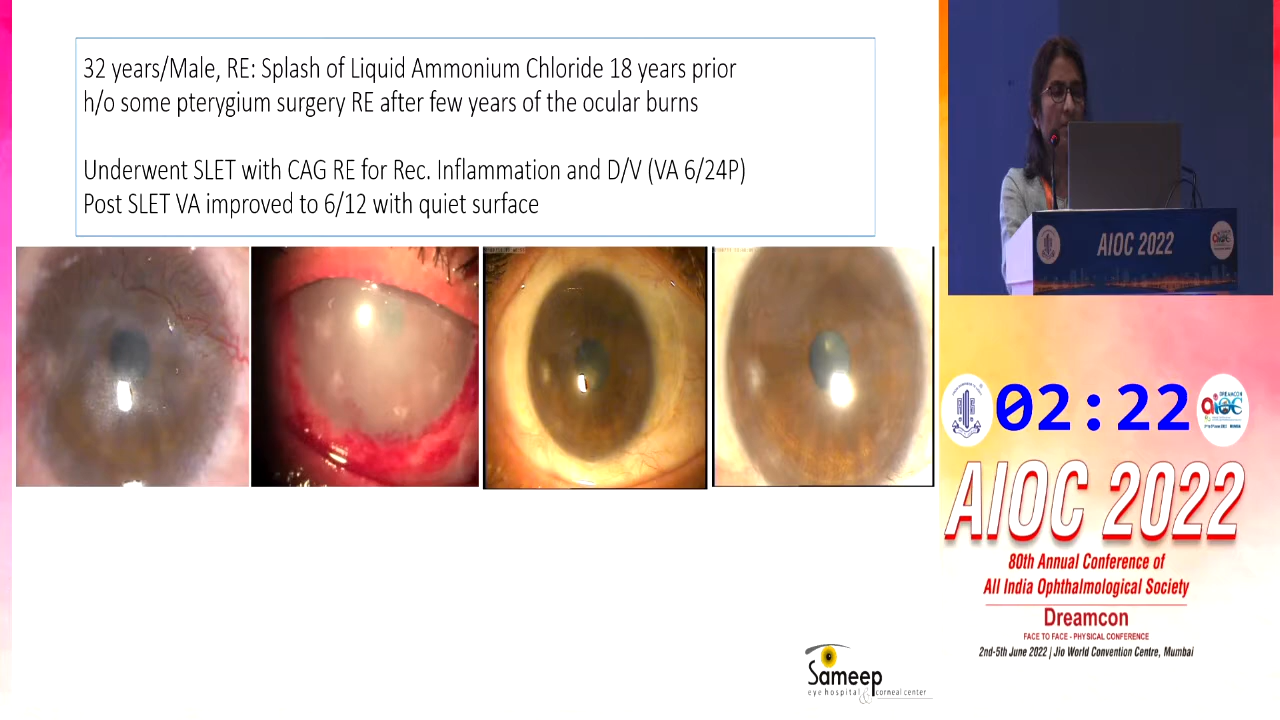 32 years/Male, RE: Splash of Liquid Ammonium Chloride 18 years prior
h/o some pterygium surgery RE after few years of the ocular burns
Underwent SLET with CAG RE for Rec. Inflammation and D/V (VA 6/24P)
Post SLET VA improved to 6/12 with quiet surface
AIOC 2022
02:22
AIOC 2022
80th Annual Conference of
All India Ophthalmological Society
Dreamcon
FACE TO FACE - PHYSICAL CONFERENCE
2nd-5th June 2022 | Jio World Convention Centre, Mumbai
Sameep
eye hospital & corneal center